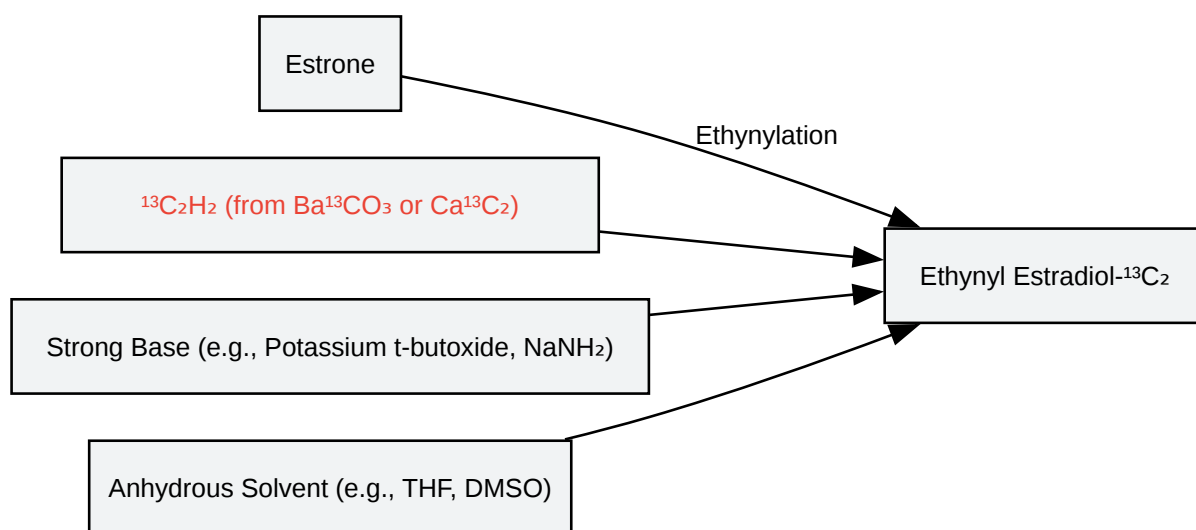 Estrone
Ethynylation
¹³C₂H₂ (from Ba¹³CO₃ or Ca¹³C₂)
Ethynyl Estradiol-¹³C₂
Strong Base (e.g., Potassium t-butoxide, NaNH₂)
Anhydrous Solvent (e.g., THF, DMSO)